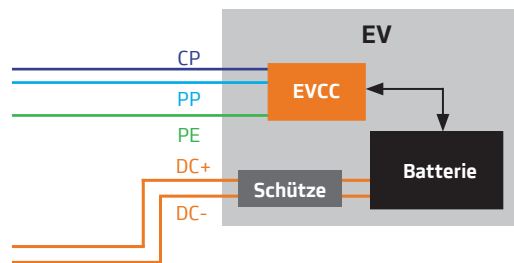 EV
CP
EVCC
PP
PE
DC+
Batterie
Schütze
DC-